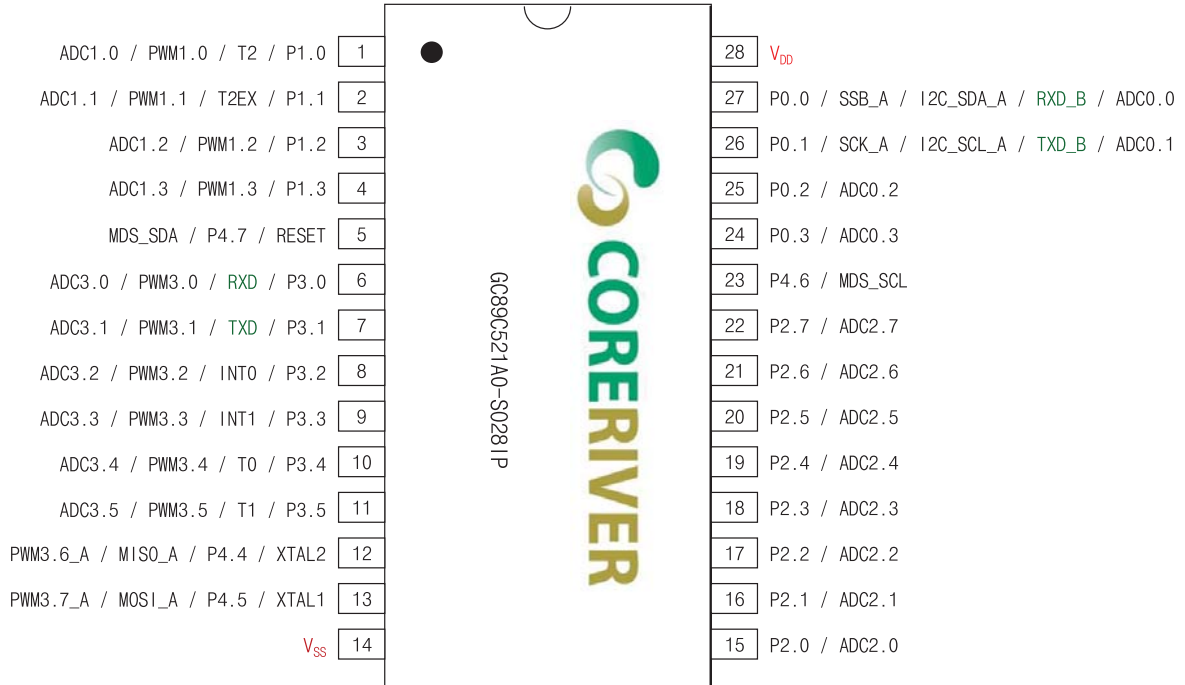 ADC1.0 / PWM1.0 / T2 / P1.0 1
ADC1.1 / PWM1.1 / T2EX / P1.1 2
ADC1.2 / PWM1.2 / P1.2 3
ADC1.3 / PWM1.3 / P1.3 4
MDS_SDA / P4.7 / RESET 5
ADC3.0 / PWM3.0 / RXD / P3.0 6
ADC3.1 / PWM3.1 / TXD / P3.1 7
ADC3.2 / PWM3.2 / INT0 / P3.2 8
ADC3.3 / PWM3.3 / INT1 / P3.3 9
ADC3.4 / PWM3.4 / T0 / P3.4 10
ADC3.5 / PWM3.5 / T1 / P3.5 11
PWM3.6_A / MISO_A / P4.4 / XTAL2 12
PWM3.7_A / MOSI_A / P4.5 / XTAL1 13
VSS 14
GC89C521A0-SO28IP
CORERIVER
28 VDD
27 P0.0 / SSB_A / I2C_SDA_A / RXD_B / ADC0.0
26 P0.1 / SCK_A / I2C_SCL_A / TXD_B / ADC0.1
25 P0.2 / ADC0.2
24 P0.3 / ADC0.3
23 P4.6 / MDS_SCL
22 P2.7 / ADC2.7
21 P2.6 / ADC2.6
20 P2.5 / ADC2.5
19 P2.4 / ADC2.4
18 P2.3 / ADC2.3
17 P2.2 / ADC2.2
16 P2.1 / ADC2.1
15 P2.0 / ADC2.0